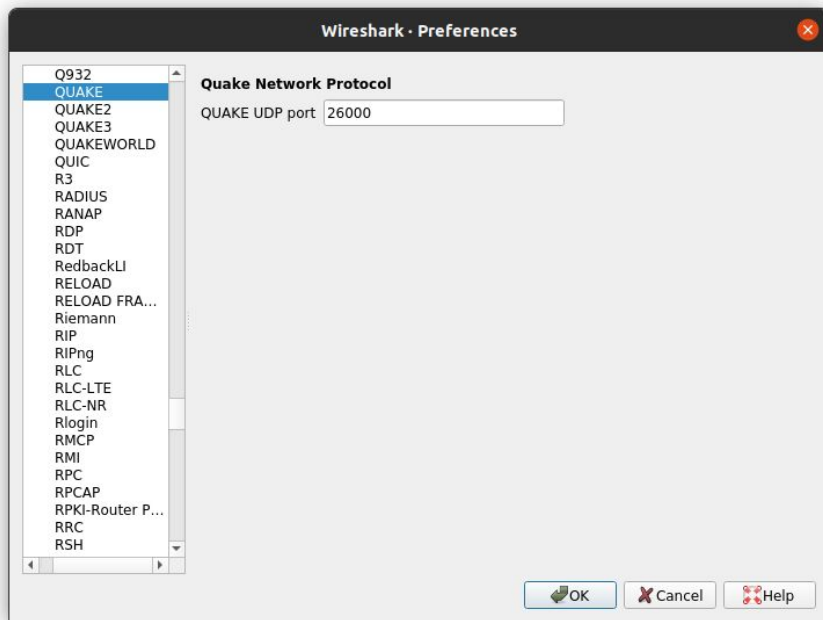 Wireshark · Preferences
Q932
QUAKE
QUAKE2
QUAKE3
QUAKEWORLD
QUIC
R3
RADIUS
RANAP
RDP
RDT
RedbackLI
RELOAD
RELOAD FRA...
Riemann
RIP
RIPng
RLC
RLC-LTE
RLC-NR
Rlogin
RMCP
RMI
RPC
RPCAP
RPKI-Router P...
RRC
RSH
Quake Network Protocol
QUAKE UDP port 26000
OK Cancel Help